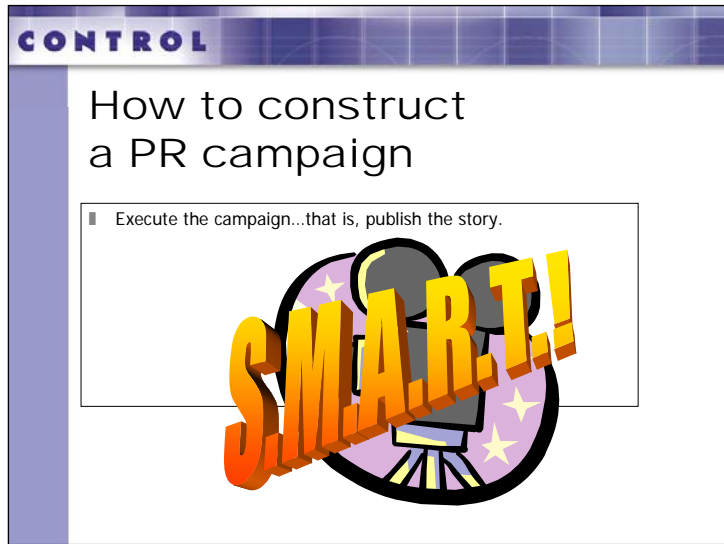 CONTROL
How to construct
a PR campaign
Execute the campaign...that is, publish the story.
S.M.A.R.T.!